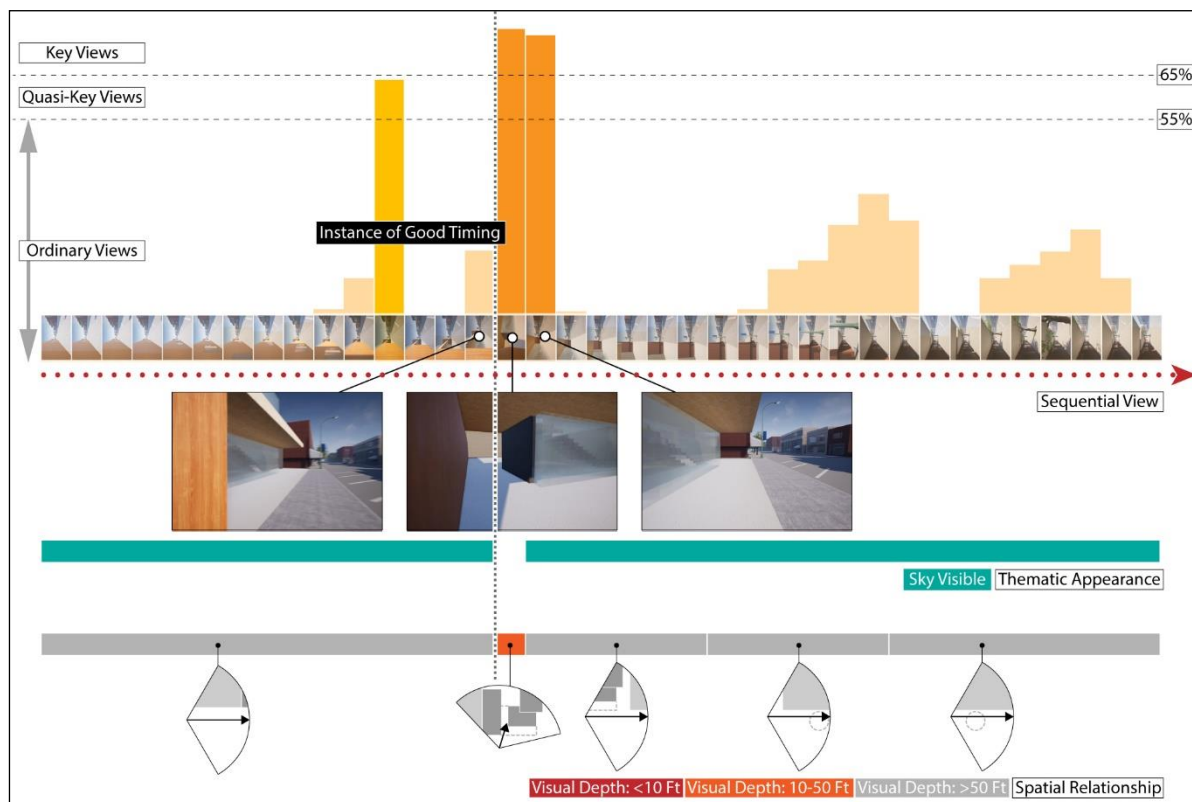 Key Views
65%
Quasi-Key Views
55%
Instance of Good Timing
Ordinary Views
Sequential View
Sky Visible Thematic Appearance
Visual Depth: <10 Ft Visual Depth: 10-50 Ft Visual Depth: >50 Ft Spatial Relationship